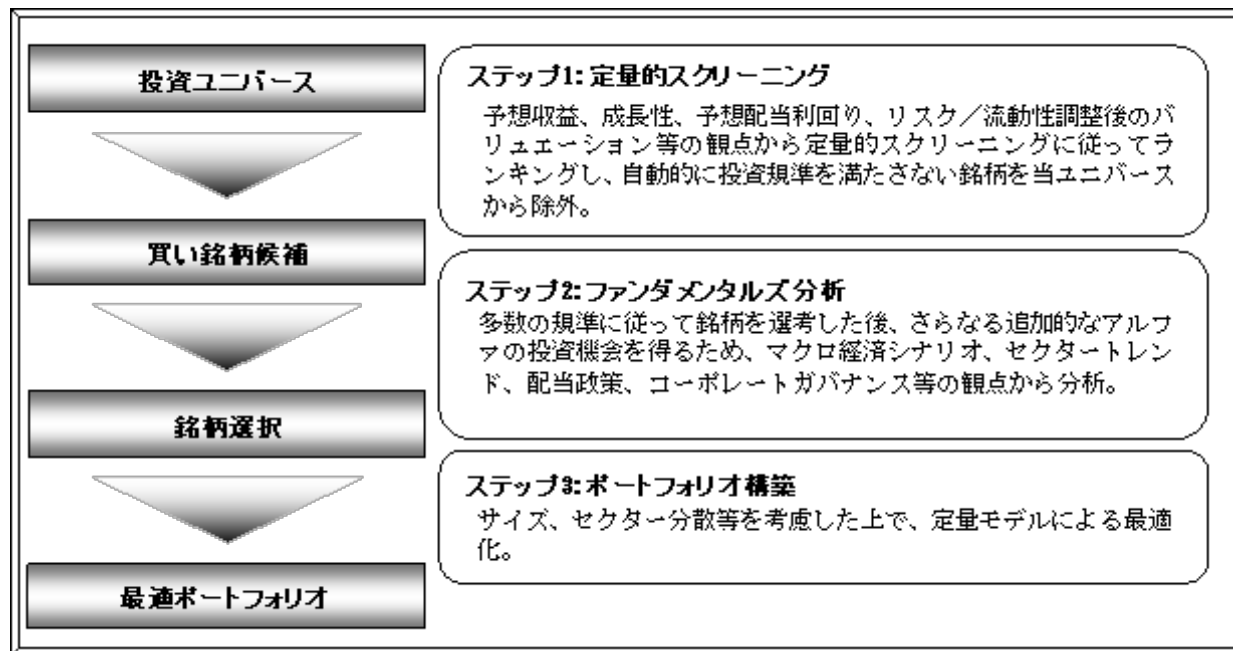 投資ユニバース
ステップ1:定量的スクリーニング
予想収益、成長性、予想配当利回り、リスク／流動性調整後のバ
リュエーション等の観点から定量的スクリーニングに従ってラ
ンキングし、自動的に投資規準を満たさない銘柄を当ユニバース
から除外。
買い銘柄候補
ステップ2:ファンダメンタルズ分析
多数の規準に従って銘柄を選考した後、さらなる追加的なアルフ
ァの投資機会を得るため、マクロ経済シナリオ、セクタートレン
ド、配当政策、コーポレートガバナンス等の観点から分析。
銘柄選択
ステップ3:ポートフォリオ構築
サイズ、セクター分散等を考慮した上で、定量モデルによる最適
化。
最適ポートフォリオ